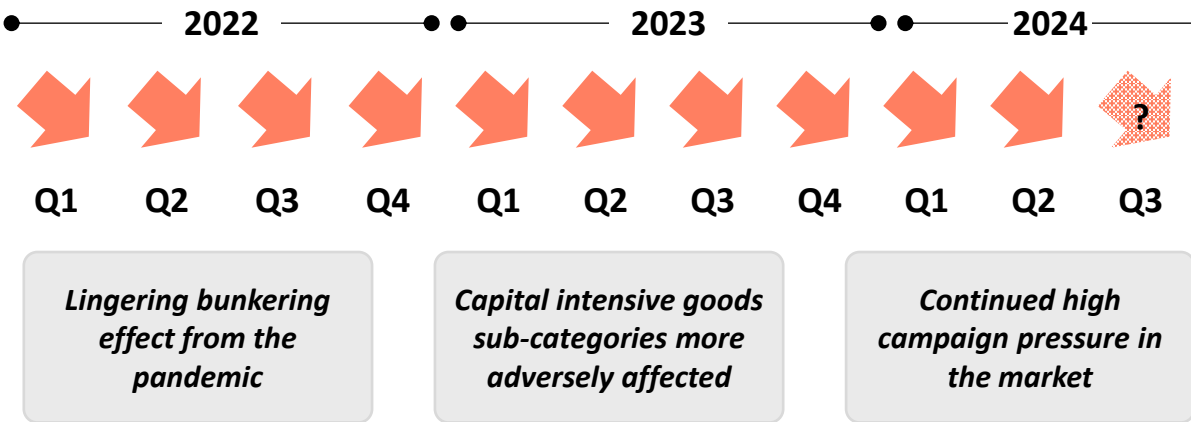 2022 2023 2024
?
Q1 Q2 Q3 Q4 Q1 Q2 Q3 Q4 Q1 Q2 Q3
Lingering bunkering
effect from the
pandemic
Capital intensive goods
sub-categories more
adversely affected
Continued high
campaign pressure in
the market